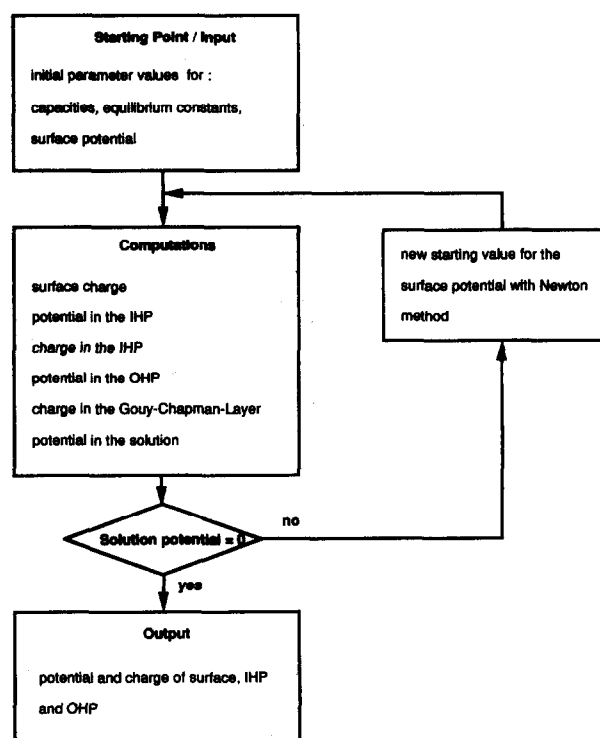 Starting Point / Input
initial parameter values for :
capacities, equilibrium constants,
surface potential
Computations
surface charge
potential in the IHP
charge in the IHP
potential in the OHP
charge in the Gouy-Chapman-Layer
potential in the solution
new starting value for the
surface potential with Newton
method
Solution potential = 0
no
yes
Output
potential and charge of surface, IHP
and OHP